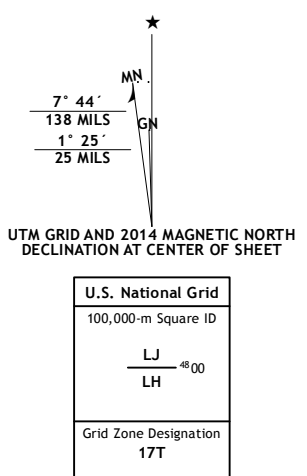 ★
MN
7° 44´
138 MILS
GN
1° 25´
25 MILS
UTM GRID AND 2014 MAGNETIC NORTH
DECLINATION AT CENTER OF SHEET
U.S. National Grid
100,000-m Square ID
LJ
4800
LH
Grid Zone Designation
17T